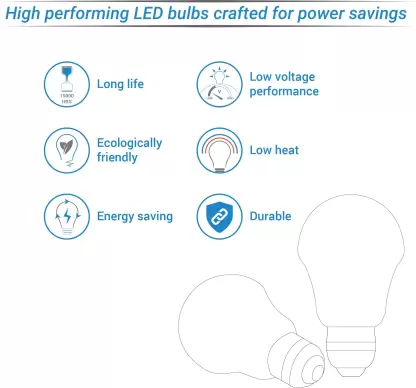 High performing LED bulbs crafted for power savings
15000
HRS
Long life
Low voltage
performance
V
Ecologically
friendly
Low heat
Energy saving
Durable